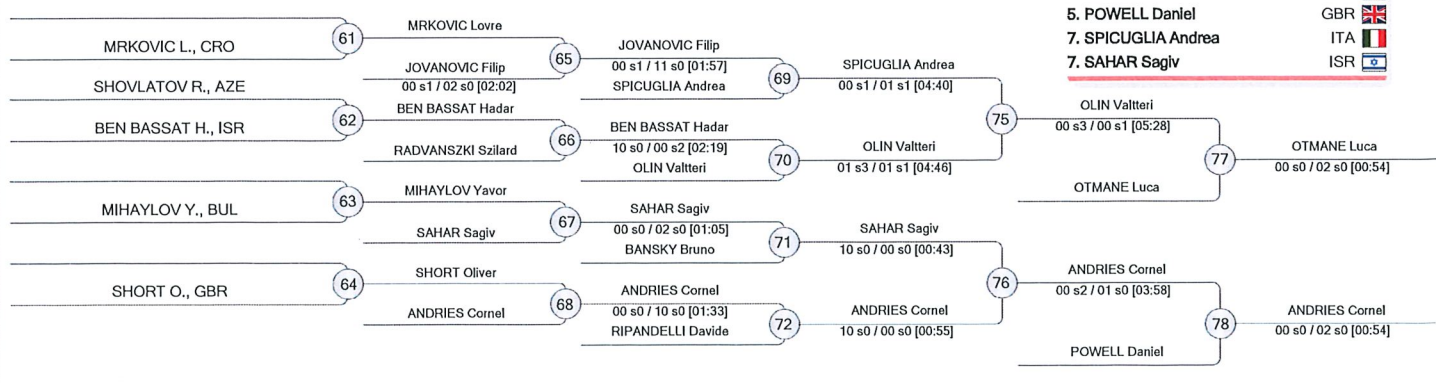 5. POWELL Daniel GBR
7. SPICUGLIA Andrea ITA
7. SAHAR Sagiv ISR
MRKOVIC L., CRO
SHOVLATOV R., AZE
BEN BASSAT H., ISR
MIHAYLOV Y., BUL
SHORT O., GBR
61
62
63
64
MRKOVIC Lovre
JOVANOVIC Filip
00 s1 / 02 s0 [02:02]
BEN BASSAT Hadar
RADVANSZKI Szilard
MIHAYLOV Yavor
SAHAR Sagiv
SHORT Oliver
ANDRIES Cornel
65
66
67
68
JOVANOVIC Filip
00 s1 / 11 s0 [01:57]
SPICUGLIA Andrea
BEN BASSAT Hadar
10 s0 / 00 s2 [02:19]
OLIN Valtteri
SAHAR Sagiv
00 s0 / 02 s0 [01:05]
BANSKY Bruno
ANDRIES Cornel
00 s0 / 10 s0 [01:33]
RIPANDELLI Davide
69
70
71
72
SPICUGLIA Andrea
00 s1 / 01 s1 [04:40]
OLIN Valtteri
01 s3 / 01 s1 [04:46]
SAHAR Sagiv
10 s0 / 00 s0 [00:43]
ANDRIES Cornel
10 s0 / 00 s0 [00:55]
75
76
OLIN Valtteri
00 s3 / 00 s1 [05:28]
OTMANE Luca
ANDRIES Cornel
00 s2 / 01 s0 [03:58]
POWELL Daniel
77
78
OTMANE Luca
00 s0 / 02 s0 [00:54]
ANDRIES Cornel
00 s0 / 02 s0 [00:54]